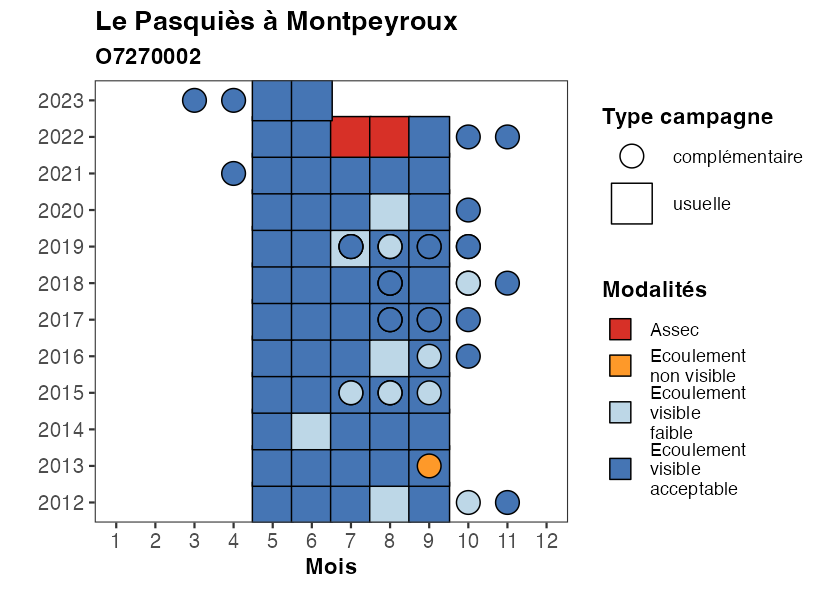 Le Pasquiès à Montpeyroux
O7270002
2023
2022
2021
2020
2019
2018
2017
2016
2015
2014
2013
2012
1 2 3 4 5 6 7 8 9 10 11 12
Mois
Type campagne
complémentaire
usuelle
Modalités
Assec
Ecoulement
non visible
Ecoulement
visible
faible
Ecoulement
visible
acceptable